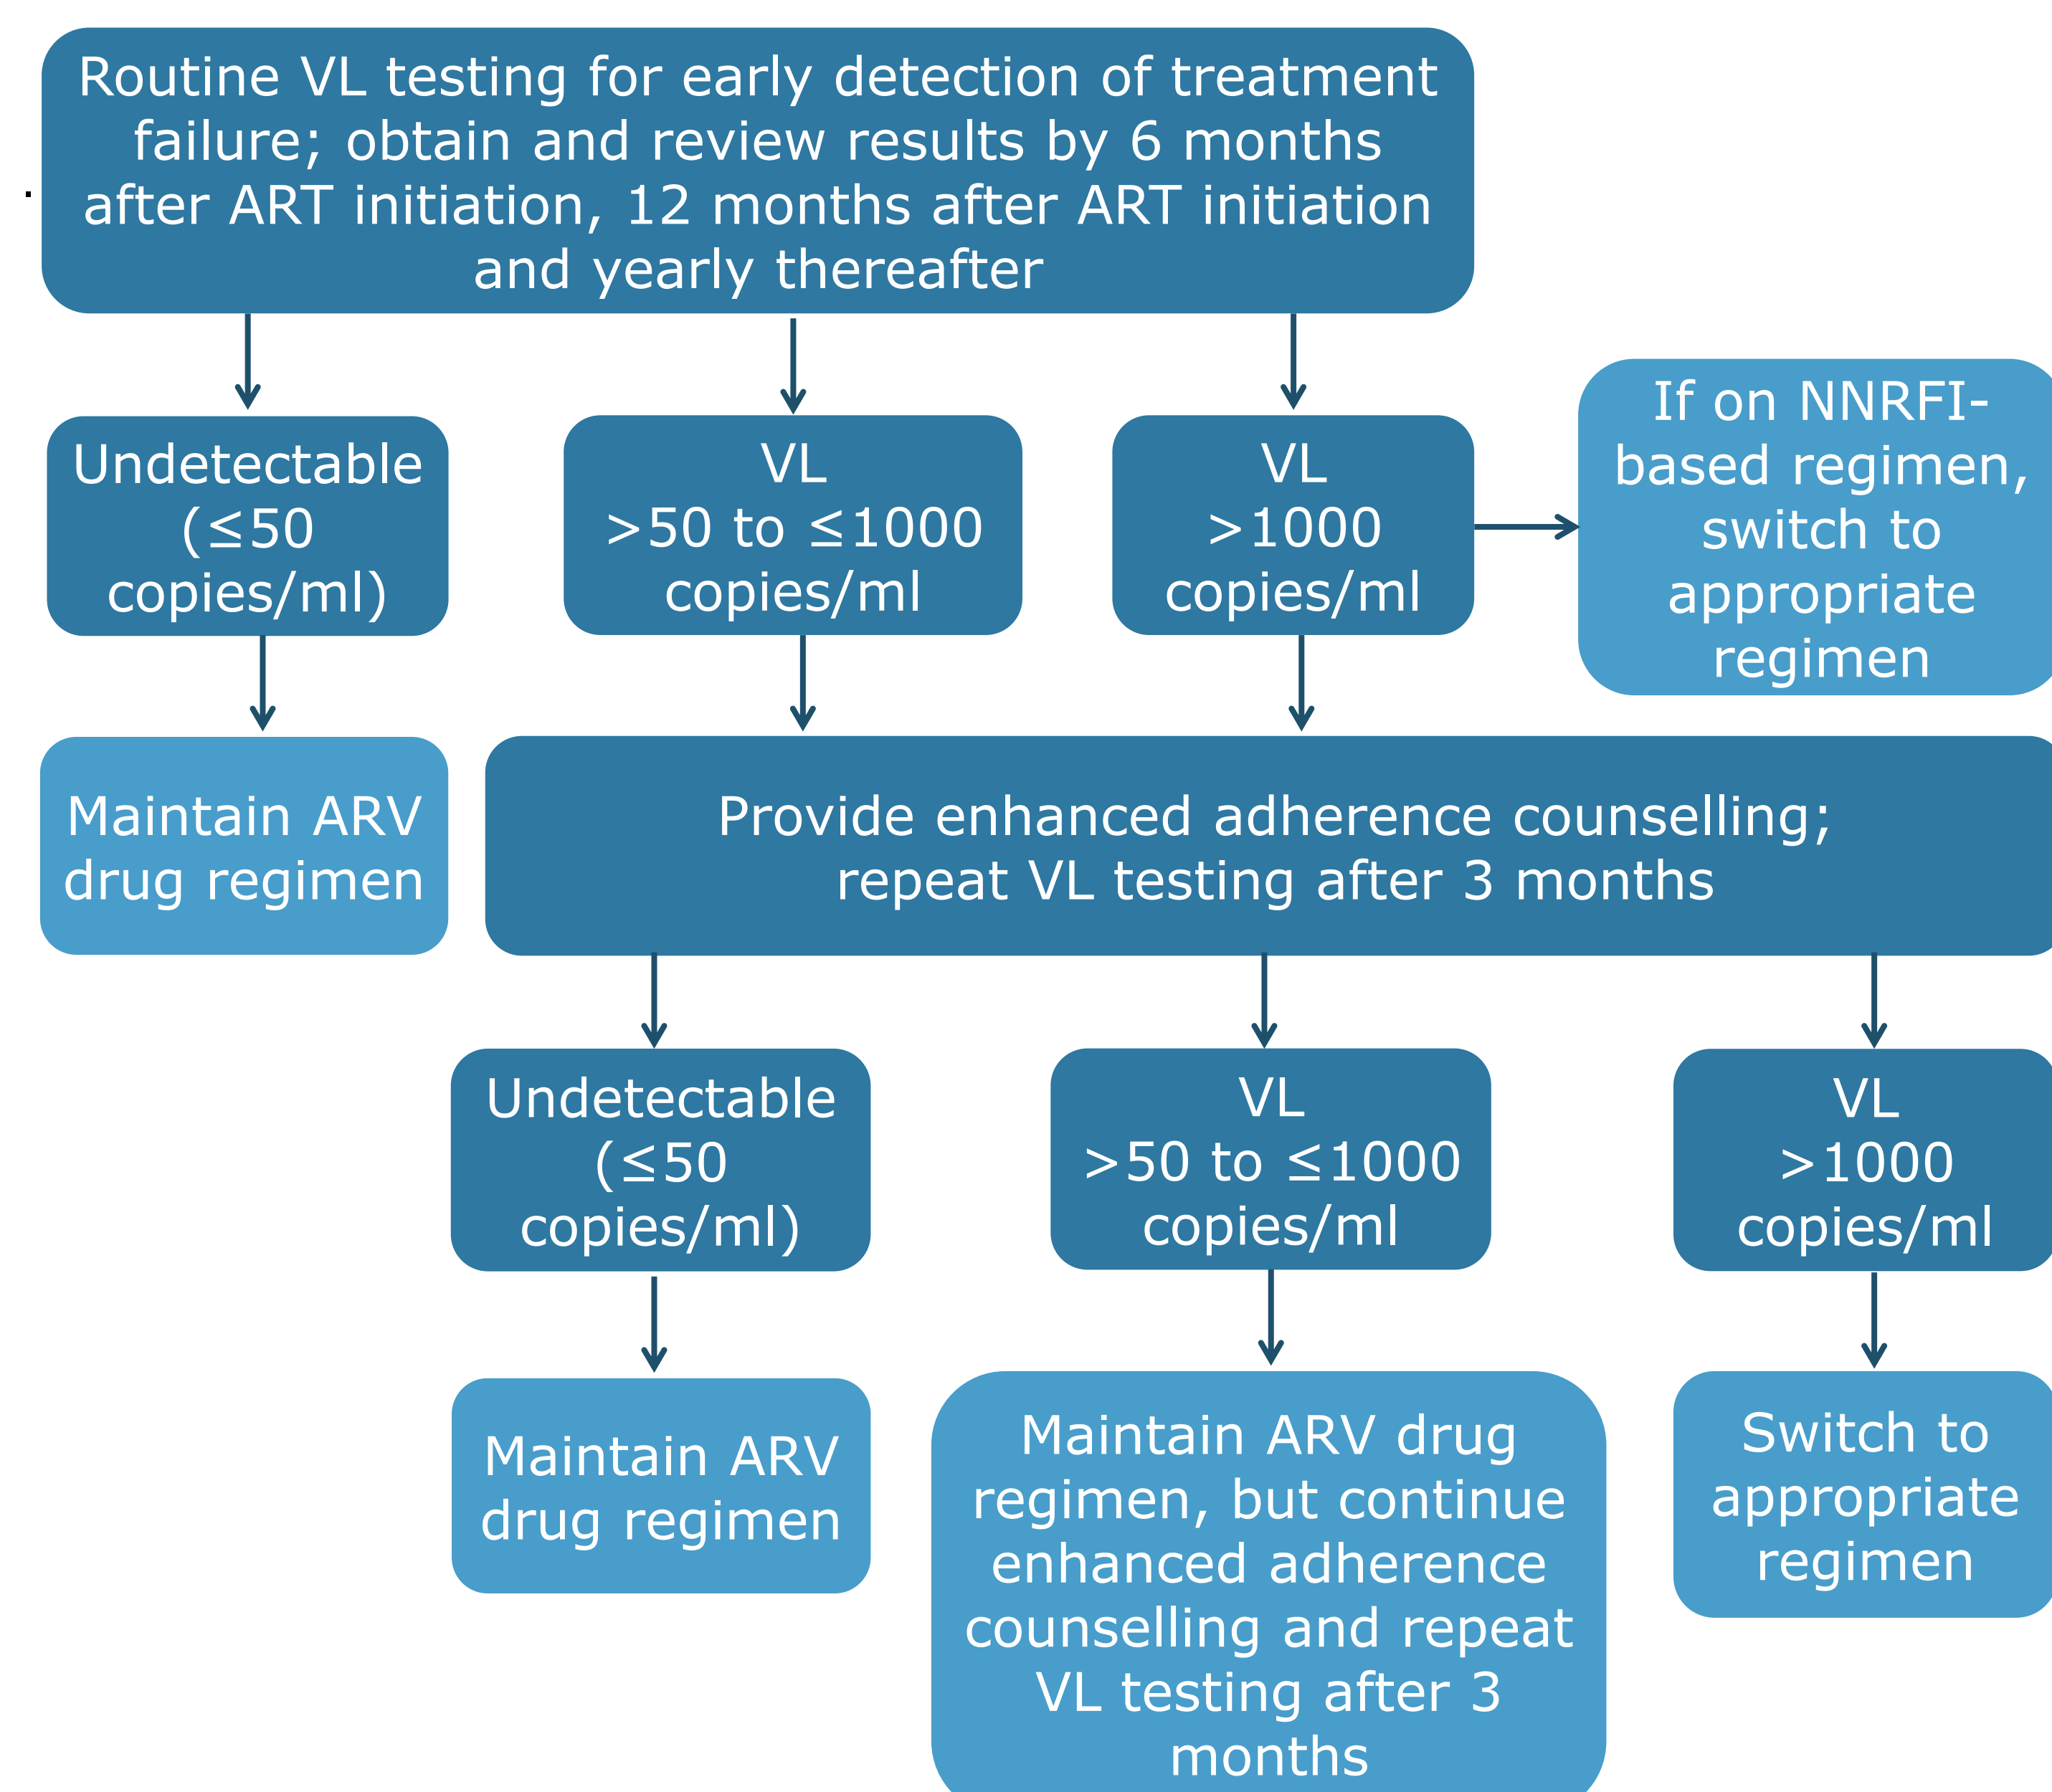 Routine VL testing for early detection of treatment
failure; obtain and review results by 6 months
after ART initiation, 12 months after ART initiation
and yearly thereafter
.
Undetectable
(≤50
copies/ml)
VL
>50 to ≤1000
copies/ml
VL
>1000
copies/ml
If on NNRFI-
based regimen,
switch to
appropriate
regimen
Maintain ARV
drug regimen
Provide enhanced adherence counselling;
repeat VL testing after 3 months
Undetectable
(≤50
copies/ml)
VL
>50 to ≤1000
copies/ml
VL
>1000
copies/ml
Maintain ARV
drug regimen
Maintain ARV drug
regimen, but continue
enhanced adherence
counselling and repeat
VL testing after 3
months
Switch to
appropriate
regimen